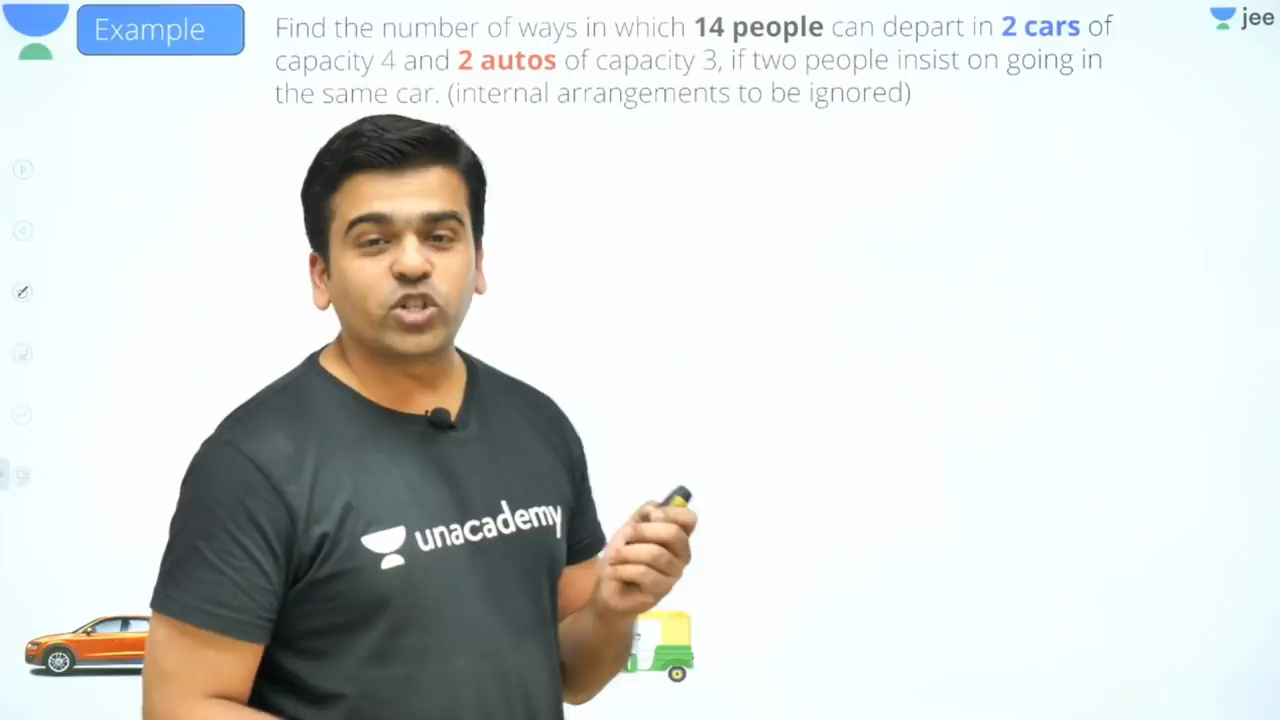 Example
Find the number of ways in which 14 people can depart in 2 cars of
capacity 4 and 2 autos of capacity 3, if two people insist on going in
the same car. (internal arrangements to be ignored)
jee
unacademy